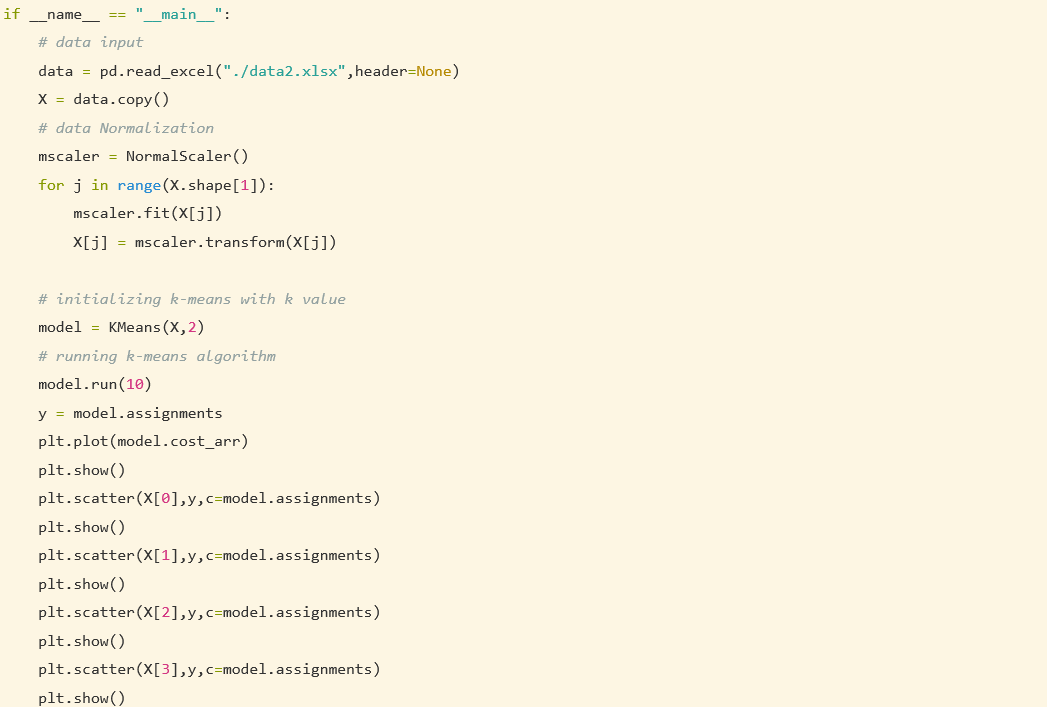 if __name__ == "__main__":
    # data input
    data = pd.read_excel("./data2.xlsx",header=None)
    X = data.copy()
    # data Normalization
    mscaler = NormalScaler()
    for j in range(X.shape[1]):
        mscaler.fit(X[j])
        X[j] = mscaler.transform(X[j])

    # initializing k-means with k value
    model = KMeans(X,2)
    # running k-means algorithm
    model.run(10)
    y = model.assignments
    plt.plot(model.cost_arr)
    plt.show()
    plt.scatter(X[0],y,c=model.assignments)
    plt.show()
    plt.scatter(X[1],y,c=model.assignments)
    plt.show()
    plt.scatter(X[2],y,c=model.assignments)
    plt.show()
    plt.scatter(X[3],y,c=model.assignments)
    plt.show()